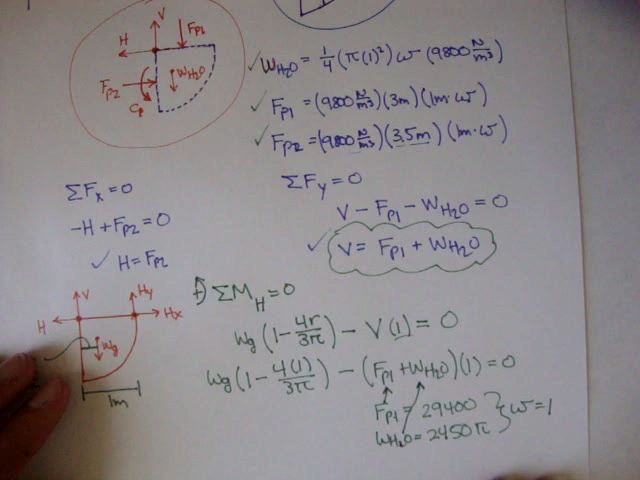 V
H
F_P1
F_P2
W_H2O
C_P
✓ W_H2O = 1/4 (π(1)²) ω (9800 N/m³)
✓ F_P1 = (9800 N/m³)(3m)(1m·ω)
✓ F_P2 = (9800 N/m³)(3.5m)(1m·ω)
ΣF_x = 0
-H + F_P2 = 0
✓ H = F_P2
ΣF_y = 0
V - F_P1 - W_H2O = 0
✓ V = F_P1 + W_H2O
V
H_y
H
H_x
W_g
1m
+) ΣM_H = 0
W_g (1 - 4r/3π) - V(1) = 0
W_g (1 - 4(1)/3π) - (F_P1 + W_H2O)(1) = 0
F_P1 = 29400
W_H2O = 2450π
} ω = 1